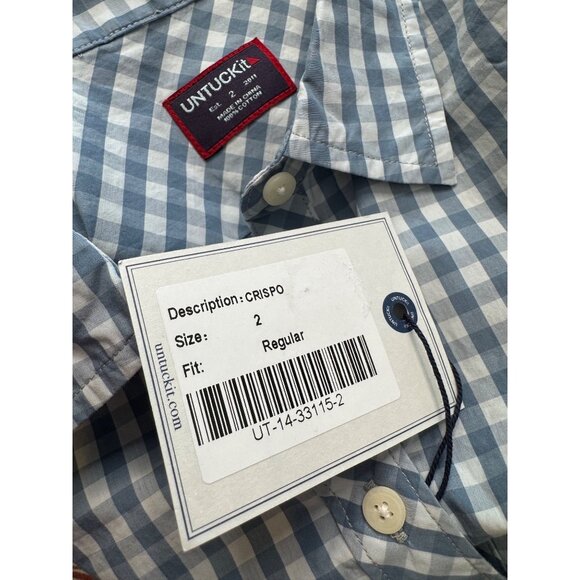 UNTUCKit
Est. 2 2011
MADE IN CHINA
100% COTTON
Description: CRISPO
Size: 2
Fit: Regular
UT-14-33115-2
untuckit.com
UNTUCKit